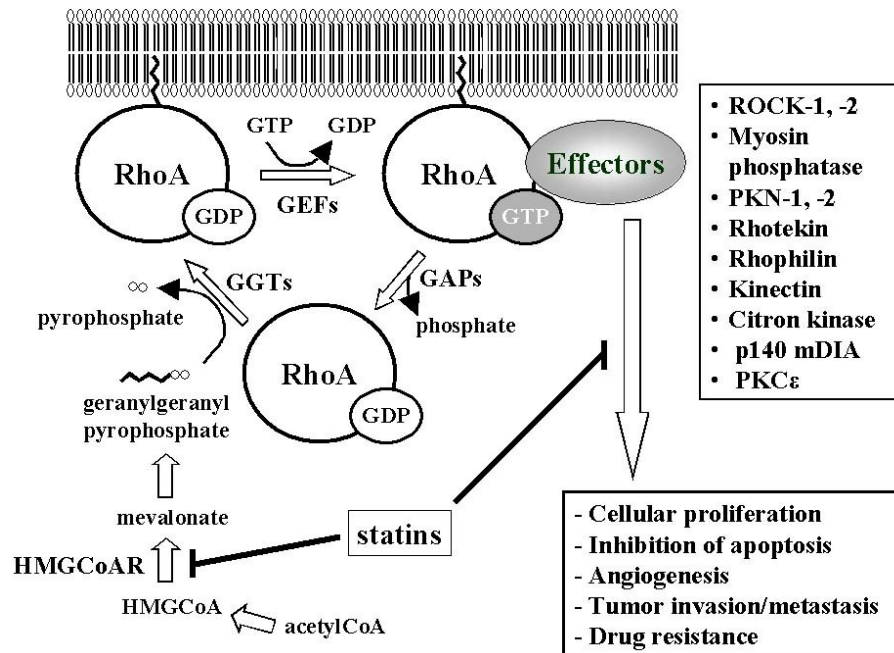 GTP GDP
RhoA
GDP
GEFs
RhoA
GTP
Effectors
• ROCK-1, -2
• Myosin
phosphatase
• PKN-1, -2
• Rhotekin
• Rhophilin
• Kinectin
• Citron kinase
• p140 mDIA
• PKCε
GGTs
GAPs
pyrophosphate
phosphate
RhoA
GDP
geranylgeranyl
pyrophosphate
mevalonate
statins
HMGCoAR
HMGCoA
acetylCoA
- Cellular proliferation
- Inhibition of apoptosis
- Angiogenesis
- Tumor invasion/metastasis
- Drug resistance